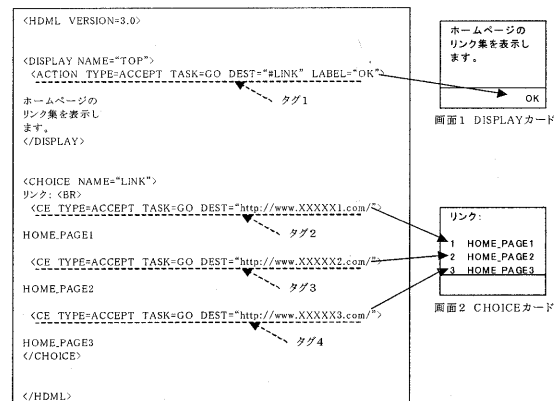 <HDML VERSION=3.0>
<DISPLAY NAME="TOP">
<ACTION TYPE=ACCEPT TASK=GO DEST="#LINK" LABEL="OK">
タグ1
ホームページの
リンク集を表示し
ます。
</DISPLAY>
<CHOICE NAME="LINK">
リンク: <BR>
<CE TYPE=ACCEPT TASK=GO DEST="http://www.XXXXX1.com/">
タグ2
HOME_PAGE1
<CE TYPE=ACCEPT TASK=GO DEST="http://www.XXXXX2.com/">
タグ3
HOME_PAGE2
<CE TYPE=ACCEPT TASK=GO DEST="http://www.XXXXX3.com/">
タグ4
HOME_PAGE3
</CHOICE>
</HDML>
ホームページの
リンク集を表示し
ます。
OK
画面1 DISPLAYカード
リンク:
1 HOME_PAGE1
2 HOME_PAGE2
3 HOME_PAGE3
画面2 CHOICEカード